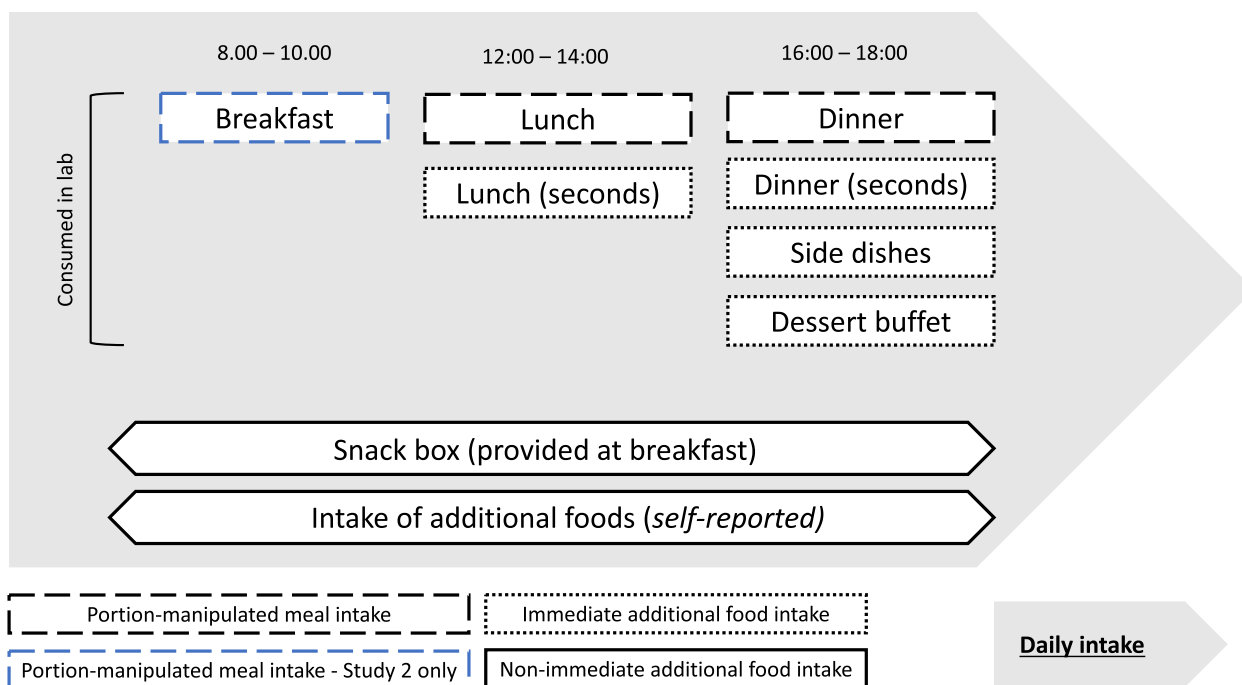 8.00 – 10.00
12:00 – 14:00
16:00 – 18:00
Breakfast
Lunch
Dinner
Lunch (seconds)
Dinner (seconds)
Side dishes
Dessert buffet
Consumed in lab
Snack box (provided at breakfast)
Intake of additional foods (self-reported)
Portion-manipulated meal intake
Immediate additional food intake
Portion-manipulated meal intake - Study 2 only
Non-immediate additional food intake
Daily intake